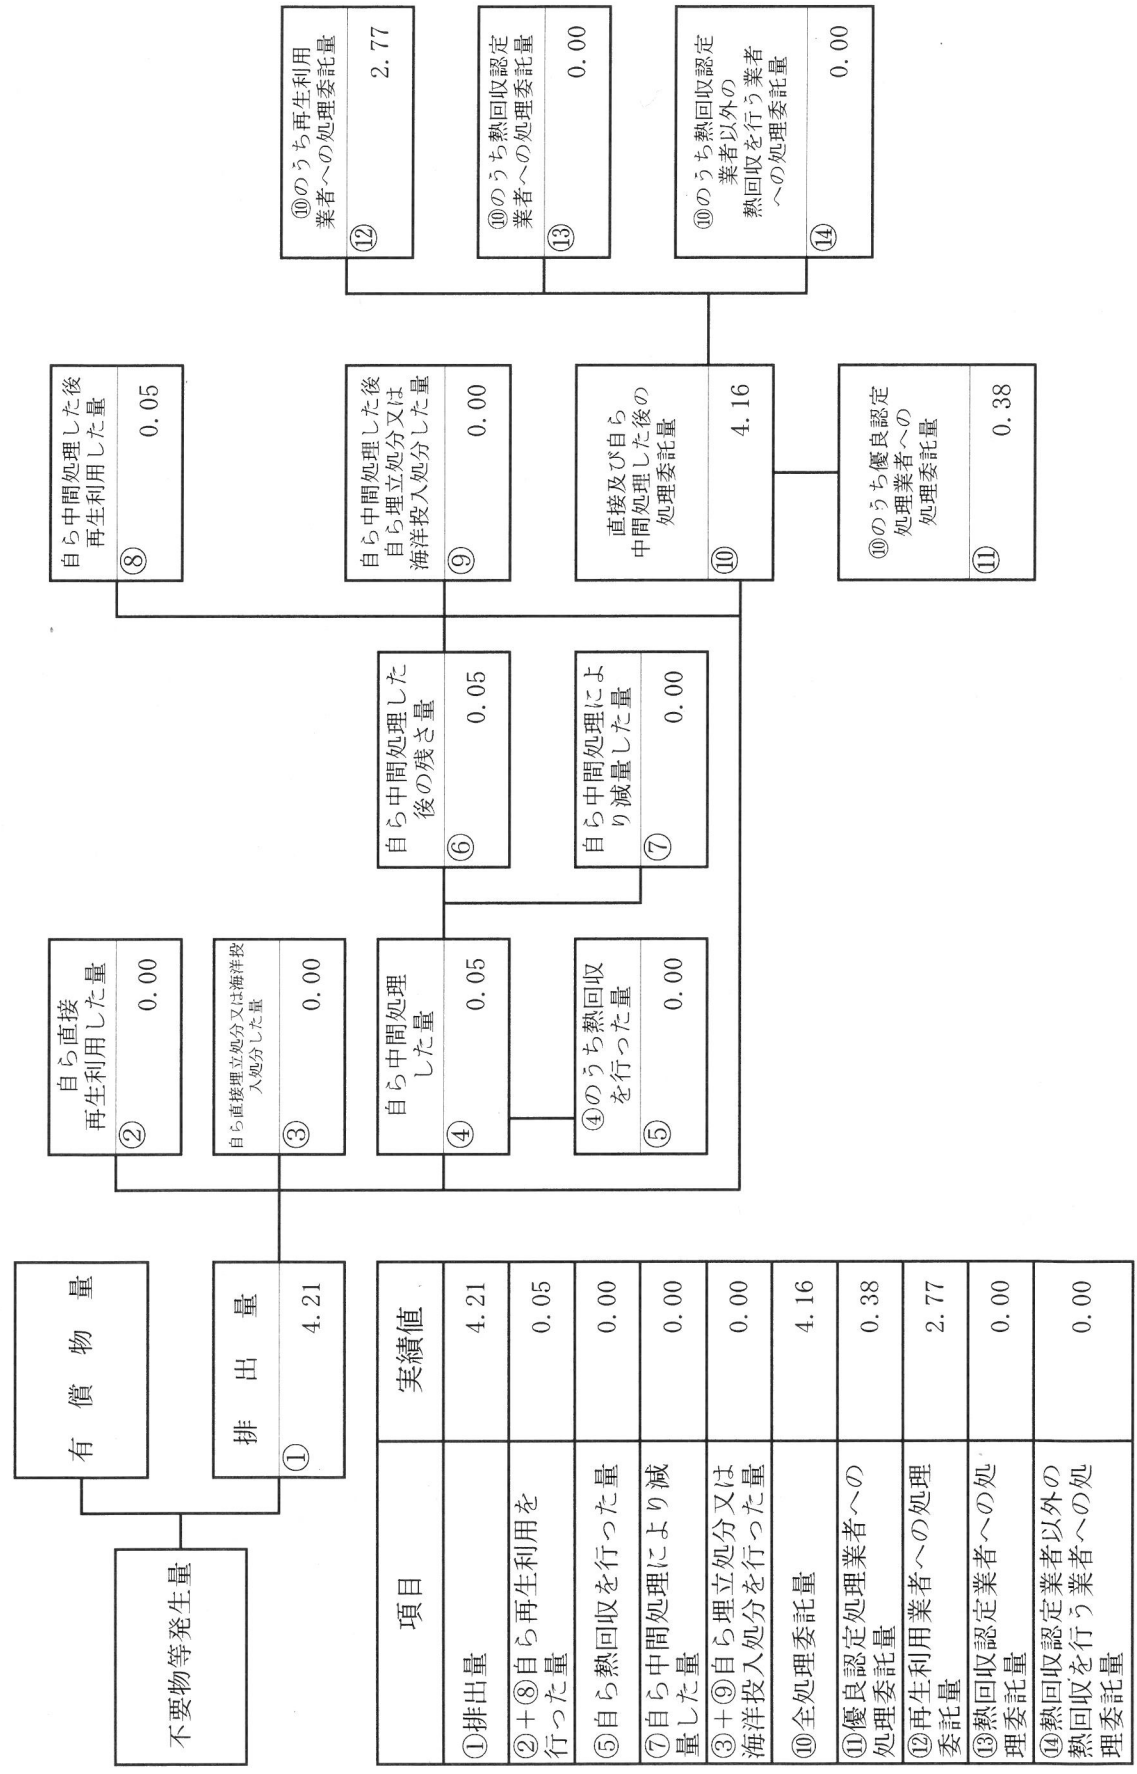 不要物等発生量
有償物量
排出量
①
4.21
自ら直接
再生利用した量
②
0.00
自ら直接埋立処分又は海洋投
入処分した量
③
0.00
自ら中間処理
した量
④
0.05
④のうち熱回収
を行った量
⑤
0.00
自ら中間処理した
後の残さ量
⑥
0.05
自ら中間処理によ
り減量した量
⑦
0.00
自ら中間処理した後
再生利用した量
⑧
0.05
自ら中間処理した後
自ら埋立処分又は
海洋投入処分した量
⑨
0.00
直接及び自ら
中間処理した後の
処理委託量
⑩
4.16
⑩のうち優良認定
処理業者への
処理委託量
⑪
0.38
⑩のうち再生利用
業者への処理委託量
⑫
2.77
⑩のうち熱回収認定
業者への処理委託量
⑬
0.00
⑩のうち熱回収認定
業者以外の
熱回収を行う業者
への処理委託量
⑭
0.00
項目
実績値
①排出量
4.21
②+⑧自ら再生利用を
行った量
0.05
⑤自ら熱回収を行った量
0.00
⑦自ら中間処理により減
量した量
0.00
③+⑨自ら埋立処分又は
海洋投入処分を行った量
0.00
⑩全処理委託量
4.16
⑪優良認定処理業者への
処理委託量
0.38
⑫再生利用業者への処理
委託量
2.77
⑬熱回収認定業者への処
理委託量
0.00
⑭熱回収認定業者以外の
熱回収を行う業者への処
理委託量
0.00